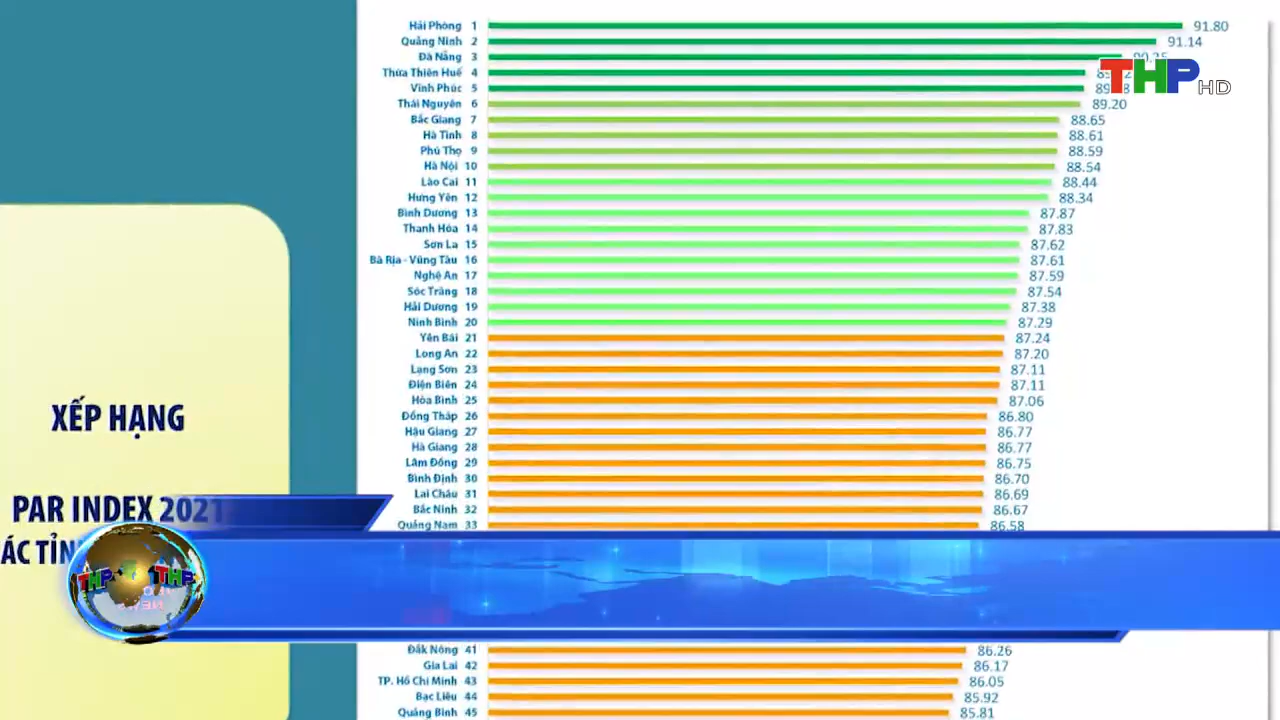 Hải Phòng 1 91.80
Quảng Ninh 2 91.14
Đà Nẵng 3
THP HD
Thừa Thiên Huế 4
Vĩnh Phúc 5
Thái Nguyên 6 89.20
Bắc Giang 7 88.65
Hà Tĩnh 8 88.61
Phú Thọ 9 88.59
Hà Nội 10 88.54
Lào Cai 11 88.44
Hưng Yên 12 88.34
Bình Dương 13 87.87
Thanh Hóa 14 87.83
Sơn La 15 87.62
Bà Rịa - Vũng Tàu 16 87.61
Nghệ An 17 87.59
Sóc Trăng 18 87.54
Hải Dương 19 87.38
Ninh Bình 20 87.29
Yên Bái 21 87.24
Long An 22 87.20
Lạng Sơn 23 87.11
Điện Biên 24 87.11
Hòa Bình 25 87.06
Đồng Tháp 26 86.80
Hậu Giang 27 86.77
Hà Giang 28 86.77
Lâm Đồng 29 86.75
Bình Định 30 86.70
Lai Châu 31 86.69
Bắc Ninh 32 86.67
Quảng Nam 33 86.58
XẾP HẠNG
PAR INDEX 2021
THP THP
Đắk Nông 41 86.26
Gia Lai 42 86.17
TP. Hồ Chí Minh 43 86.05
Bạc Liêu 44 85.92
Quảng Bình 45 85.81